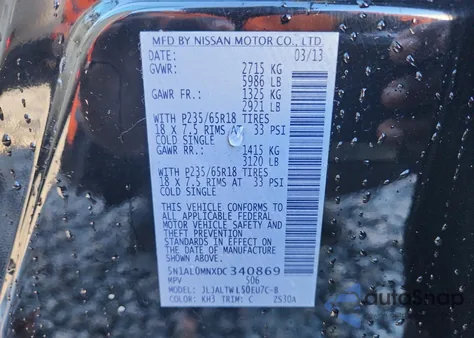 MFD BY NISSAN MOTOR CO., LTD.
DATE: 03/13
GVWR: 2715 KG
5986 LB
GAWR FR.: 1325 KG
2921 LB
WITH P235/65R18 TIRES
18 X 7.5 RIMS AT 33 PSI
COLD SINGLE
GAWR RR.: 1415 KG
3120 LB
WITH P235/65R18 TIRES
18 X 7.5 RIMS AT 33 PSI
COLD SINGLE
THIS VEHICLE CONFORMS TO
ALL APPLICABLE FEDERAL
MOTOR VEHICLE SAFETY
AND THEFT PREVENTION
STANDARDS IN EFFECT ON
THE DATE OF MANUFACTURE
SHOWN ABOVE.
5N1AL0MNXDC340869
MPV 506
MODEL: JLJALTWL50EU7C-B
COLOR: KH3 TRIM: C 2S30A
autoSnap